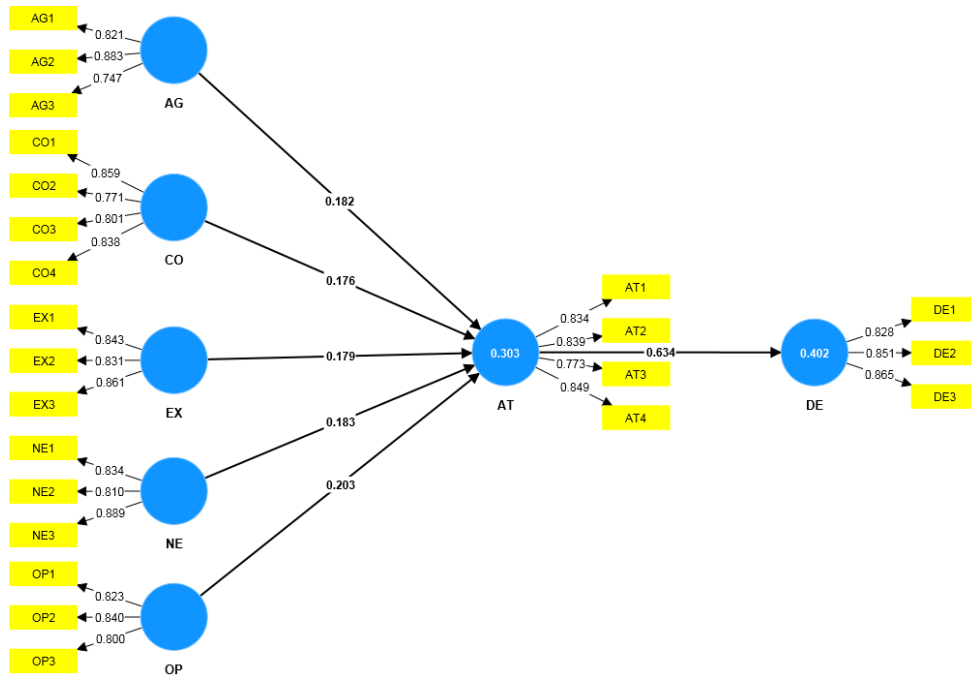 AG1
0.821
AG2
0.883
0.747
AG3
AG
CO1
0.859
CO2
0.771
CO3
0.801
0.838
CO4
CO
EX1
0.843
EX2
0.831
0.861
EX3
EX
NE1
0.834
NE2
0.810
0.889
NE3
NE
OP1
0.823
OP2
0.840
0.800
OP3
OP
0.182
0.176
0.179
0.183
0.203
0.303
AT
AT1
0.834
AT2
0.839
AT3
0.773
0.849
AT4
0.634
0.402
DE
DE1
0.828
DE2
0.851
0.865
DE3